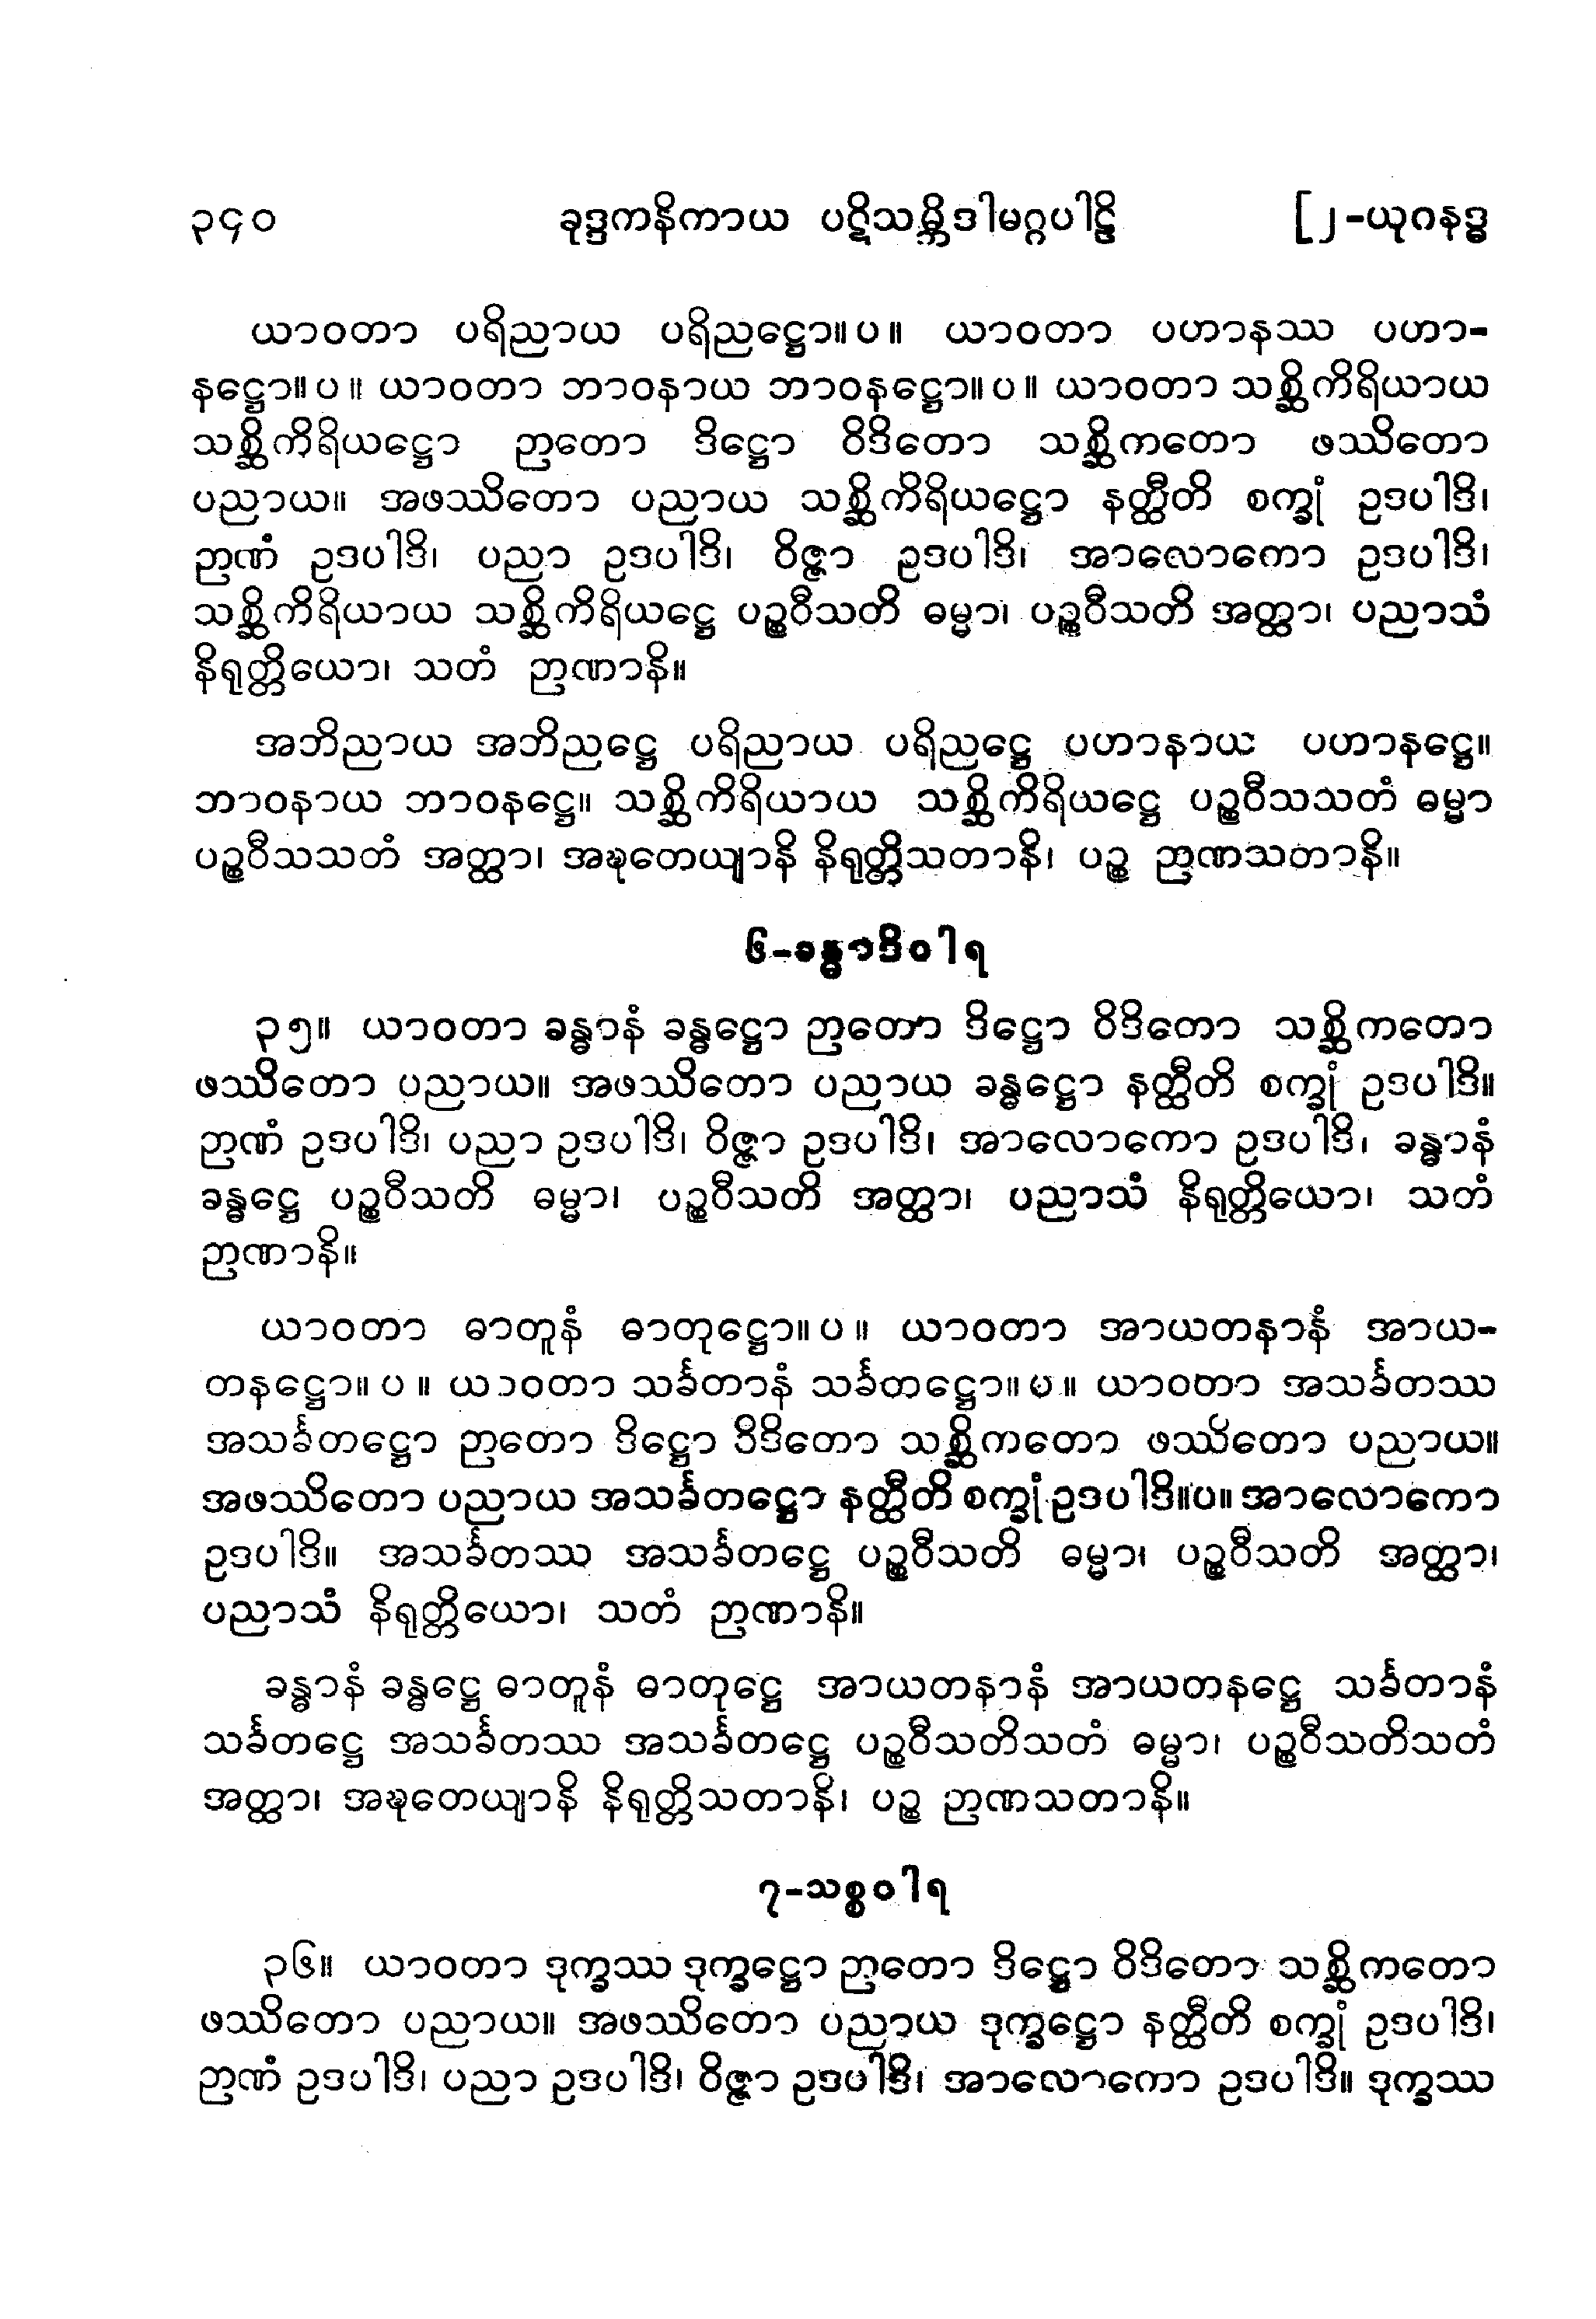 ၃၄၀ ခုဒ္ဒကနိကာယ ပဋိသမ္ဘိဒါမဂ္ဂပါဠိ [၂-ယုဂနဒ္ဓ
ယာဝတာ ပရိညာယ ပရိညဋ္ဌော။ပ။ ယာဝတာ ပဟာနဿ ပဟာ-
နဋ္ဌော။ပ။ ယာဝတာ ဘာဝနာယ ဘာဝနဋ္ဌော။ပ။ ယာဝတာ သစ္ဆိကိရိယာယ
သစ္ဆိကိရိယဋ္ဌော ဉာတော ဒိဋ္ဌော ဝိဒိတော သစ္ဆိကတော ဖဿိတော
ပညာယ။ အဖဿိတော ပညာယ သစ္ဆိကိရိယဋ္ဌော နတ္ထီတိ စက္ခုံ ဥဒပါဒိ၊
ဉာဏံ ဥဒပါဒိ၊ ပညာ ဥဒပါဒိ၊ ဝိဇ္ဇာ ဥဒပါဒိ၊ အာလောကော ဥဒပါဒိ၊
သစ္ဆိကိရိယာယ သစ္ဆိကိရိယဋ္ဌေ ပဉ္စဝီသတိ ဓမ္မာ၊ ပဉ္စဝီသတိ အတ္ထာ၊ ပညာသံ
နိရုတ္တိယော၊ သတံ ဉာဏာနိ။
အဘိညာယ အဘိညဋ္ဌေ ပရိညာယ ပရိညဋ္ဌေ ပဟာနာယ ပဟာနဋ္ဌေ။
ဘာဝနာယ ဘာဝနဋ္ဌေ။ သစ္ဆိကိရိယာယ သစ္ဆိကိရိယဋ္ဌေ ပဉ္စဝီသသတံ ဓမ္မာ
ပဉ္စဝီသသတံ အတ္ထာ၊ အဍ္ဎတေယျာနိ နိရုတ္တိသတာနိ၊ ပဉ္စ ဉာဏသတာနိ။
၆-ခန္ဓာဒိဝါရ
၃၅။ ယာဝတာ ခန္ဓာနံ ခန္ဓဋ္ဌော ဉာတော ဒိဋ္ဌော ဝိဒိတော သစ္ဆိကတော
ဖဿိတော ပညာယ။ အဖဿိတော ပညာယ ခန္ဓဋ္ဌော နတ္ထီတိ စက္ခုံ ဥဒပါဒိ။
ဉာဏံ ဥဒပါဒိ၊ ပညာ ဥဒပါဒိ၊ ဝိဇ္ဇာ ဥဒပါဒိ၊ အာလောကော ဥဒပါဒိ၊ ခန္ဓာနံ
ခန္ဓဋ္ဌေ ပဉ္စဝီသတိ ဓမ္မာ၊ ပဉ္စဝီသတိ အတ္ထာ၊ ပညာသံ နိရုတ္တိယော၊ သတံ
ဉာဏာနိ။
ယာဝတာ ဓာတူနံ ဓာတုဋ္ဌော။ပ။ ယာဝတာ အာယတနာနံ အာယ-
တနဋ္ဌော။ပ။ ယာဝတာ သင်္ခတာနံ သင်္ခတဋ္ဌော။ပ။ ယာဝတာ အသင်္ခတဿ
အသင်္ခတဋ္ဌော ဉာတော ဒိဋ္ဌော ဝိဒိတော သစ္ဆိကတော ဖဿိတော ပညာယ။
အဖဿိတော ပညာယ အသင်္ခတဋ္ဌော နတ္ထီတိ စက္ခုံ ဥဒပါဒိ။ပ။ အာလောကော
ဥဒပါဒိ။ အသင်္ခတဿ အသင်္ခတဋ္ဌေ ပဉ္စဝီသတိ ဓမ္မာ၊ ပဉ္စဝီသတိ အတ္ထာ၊
ပညာသံ နိရုတ္တိယော၊ သတံ ဉာဏာနိ။
ခန္ဓာနံ ခန္ဓဋ္ဌေ ဓာတူနံ ဓာတုဋ္ဌေ အာယတနာနံ အာယတနဋ္ဌေ သင်္ခတာနံ
သင်္ခတဋ္ဌေ အသင်္ခတဿ အသင်္ခတဋ္ဌေ ပဉ္စဝီသတိသတံ ဓမ္မာ၊ ပဉ္စဝီသတိသတံ
အတ္ထာ၊ အဍ္ဎတေယျာနိ နိရုတ္တိသတာနိ၊ ပဉ္စ ဉာဏသတာနိ။
၇-သစ္စဝါရ
၃၆။ ယာဝတာ ဒုက္ခဿ ဒုက္ခဋ္ဌော ဉာတော ဒိဋ္ဌော ဝိဒိတော သစ္ဆိကတော
ဖဿိတော ပညာယ။ အဖဿိတော ပညာယ ဒုက္ခဋ္ဌော နတ္ထီတိ စက္ခုံ ဥဒပါဒိ၊
ဉာဏံ ဥဒပါဒိ၊ ပညာ ဥဒပါဒိ၊ ဝိဇ္ဇာ ဥဒပါဒိ၊ အာလောကော ဥဒပါဒိ။ ဒုက္ခဿ